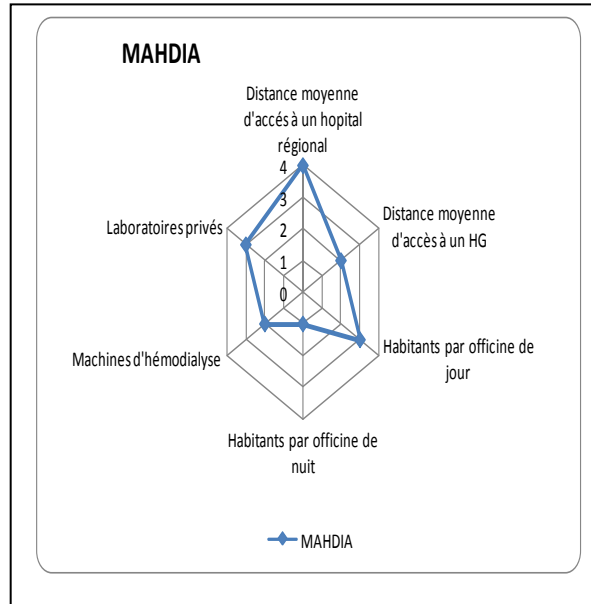 MAHDIA
Distance moyenne
d'accés à un hopital
régional
4
3
2
1
0
Distance moyenne
d'accès à un HG
Habitants par officine de
jour
Habitants par officine de
nuit
Machines d'hémodialyse
Laboratoires privés
MAHDIA